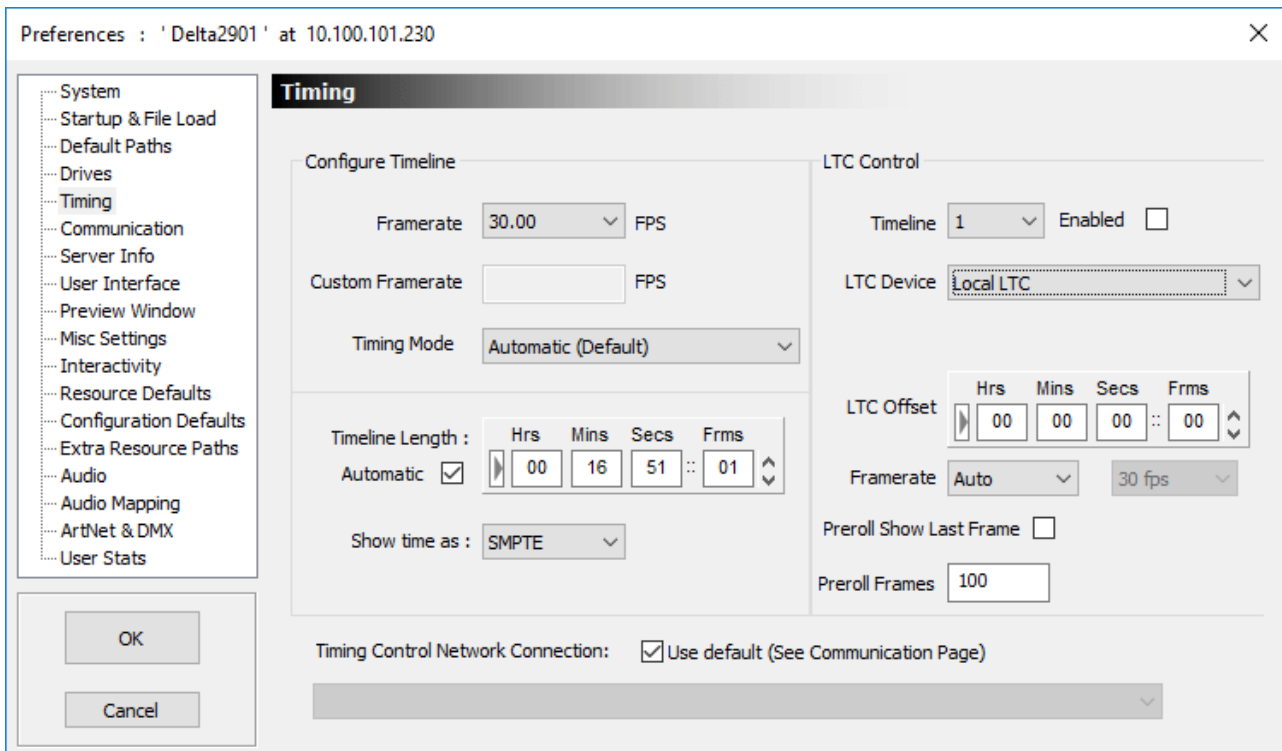 Preferences : 'Delta2901' at 10.100.101.230
System
Startup & File Load
Default Paths
Drives
Timing
Communication
Server Info
User Interface
Preview Window
Misc Settings
Interactivity
Resource Defaults
Configuration Defaults
Extra Resource Paths
Audio
Audio Mapping
ArtNet & DMX
User Stats
OK
Cancel
Timing
Configure Timeline
Framerate 30.00 FPS
Custom Framerate FPS
Timing Mode Automatic (Default)
Timeline Length :
Automatic
Hrs Mins Secs Frms
00 16 51 :: 01
Show time as : SMPTE
LTC Control
Timeline 1 Enabled
LTC Device Local LTC
LTC Offset
Hrs Mins Secs Frms
00 00 00 :: 00
Framerate Auto 30 fps
Preroll Show Last Frame
Preroll Frames 100
Timing Control Network Connection: Use default (See Communication Page)